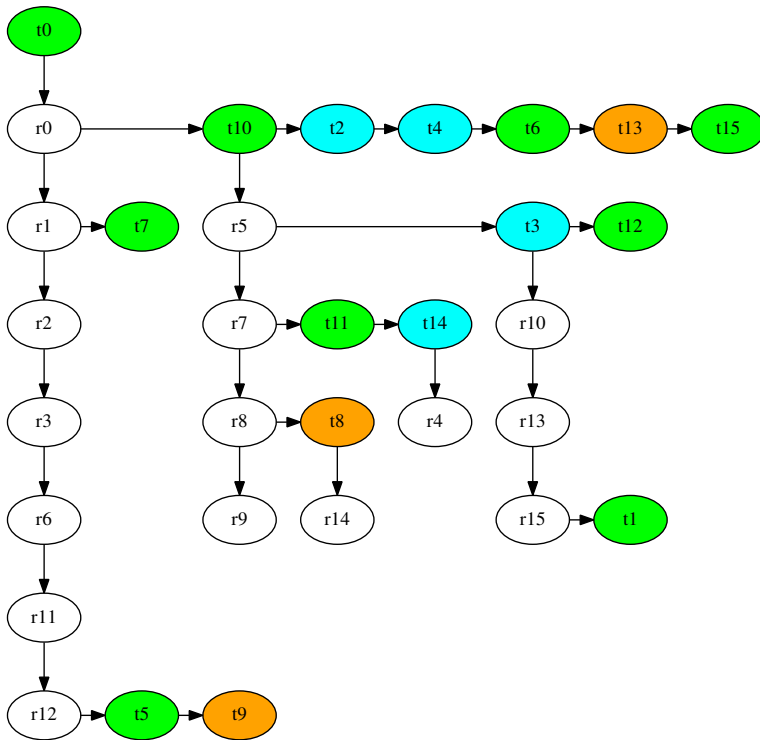 t0
r0 t10 t2 t4 t6 t13 t15
r1 t7 r5 t3 t12
r2 r7 t11 t14 r10
r3 r8 t8 r4 r13
r6 r9 r14 r15 t1
r11
r12 t5 t9